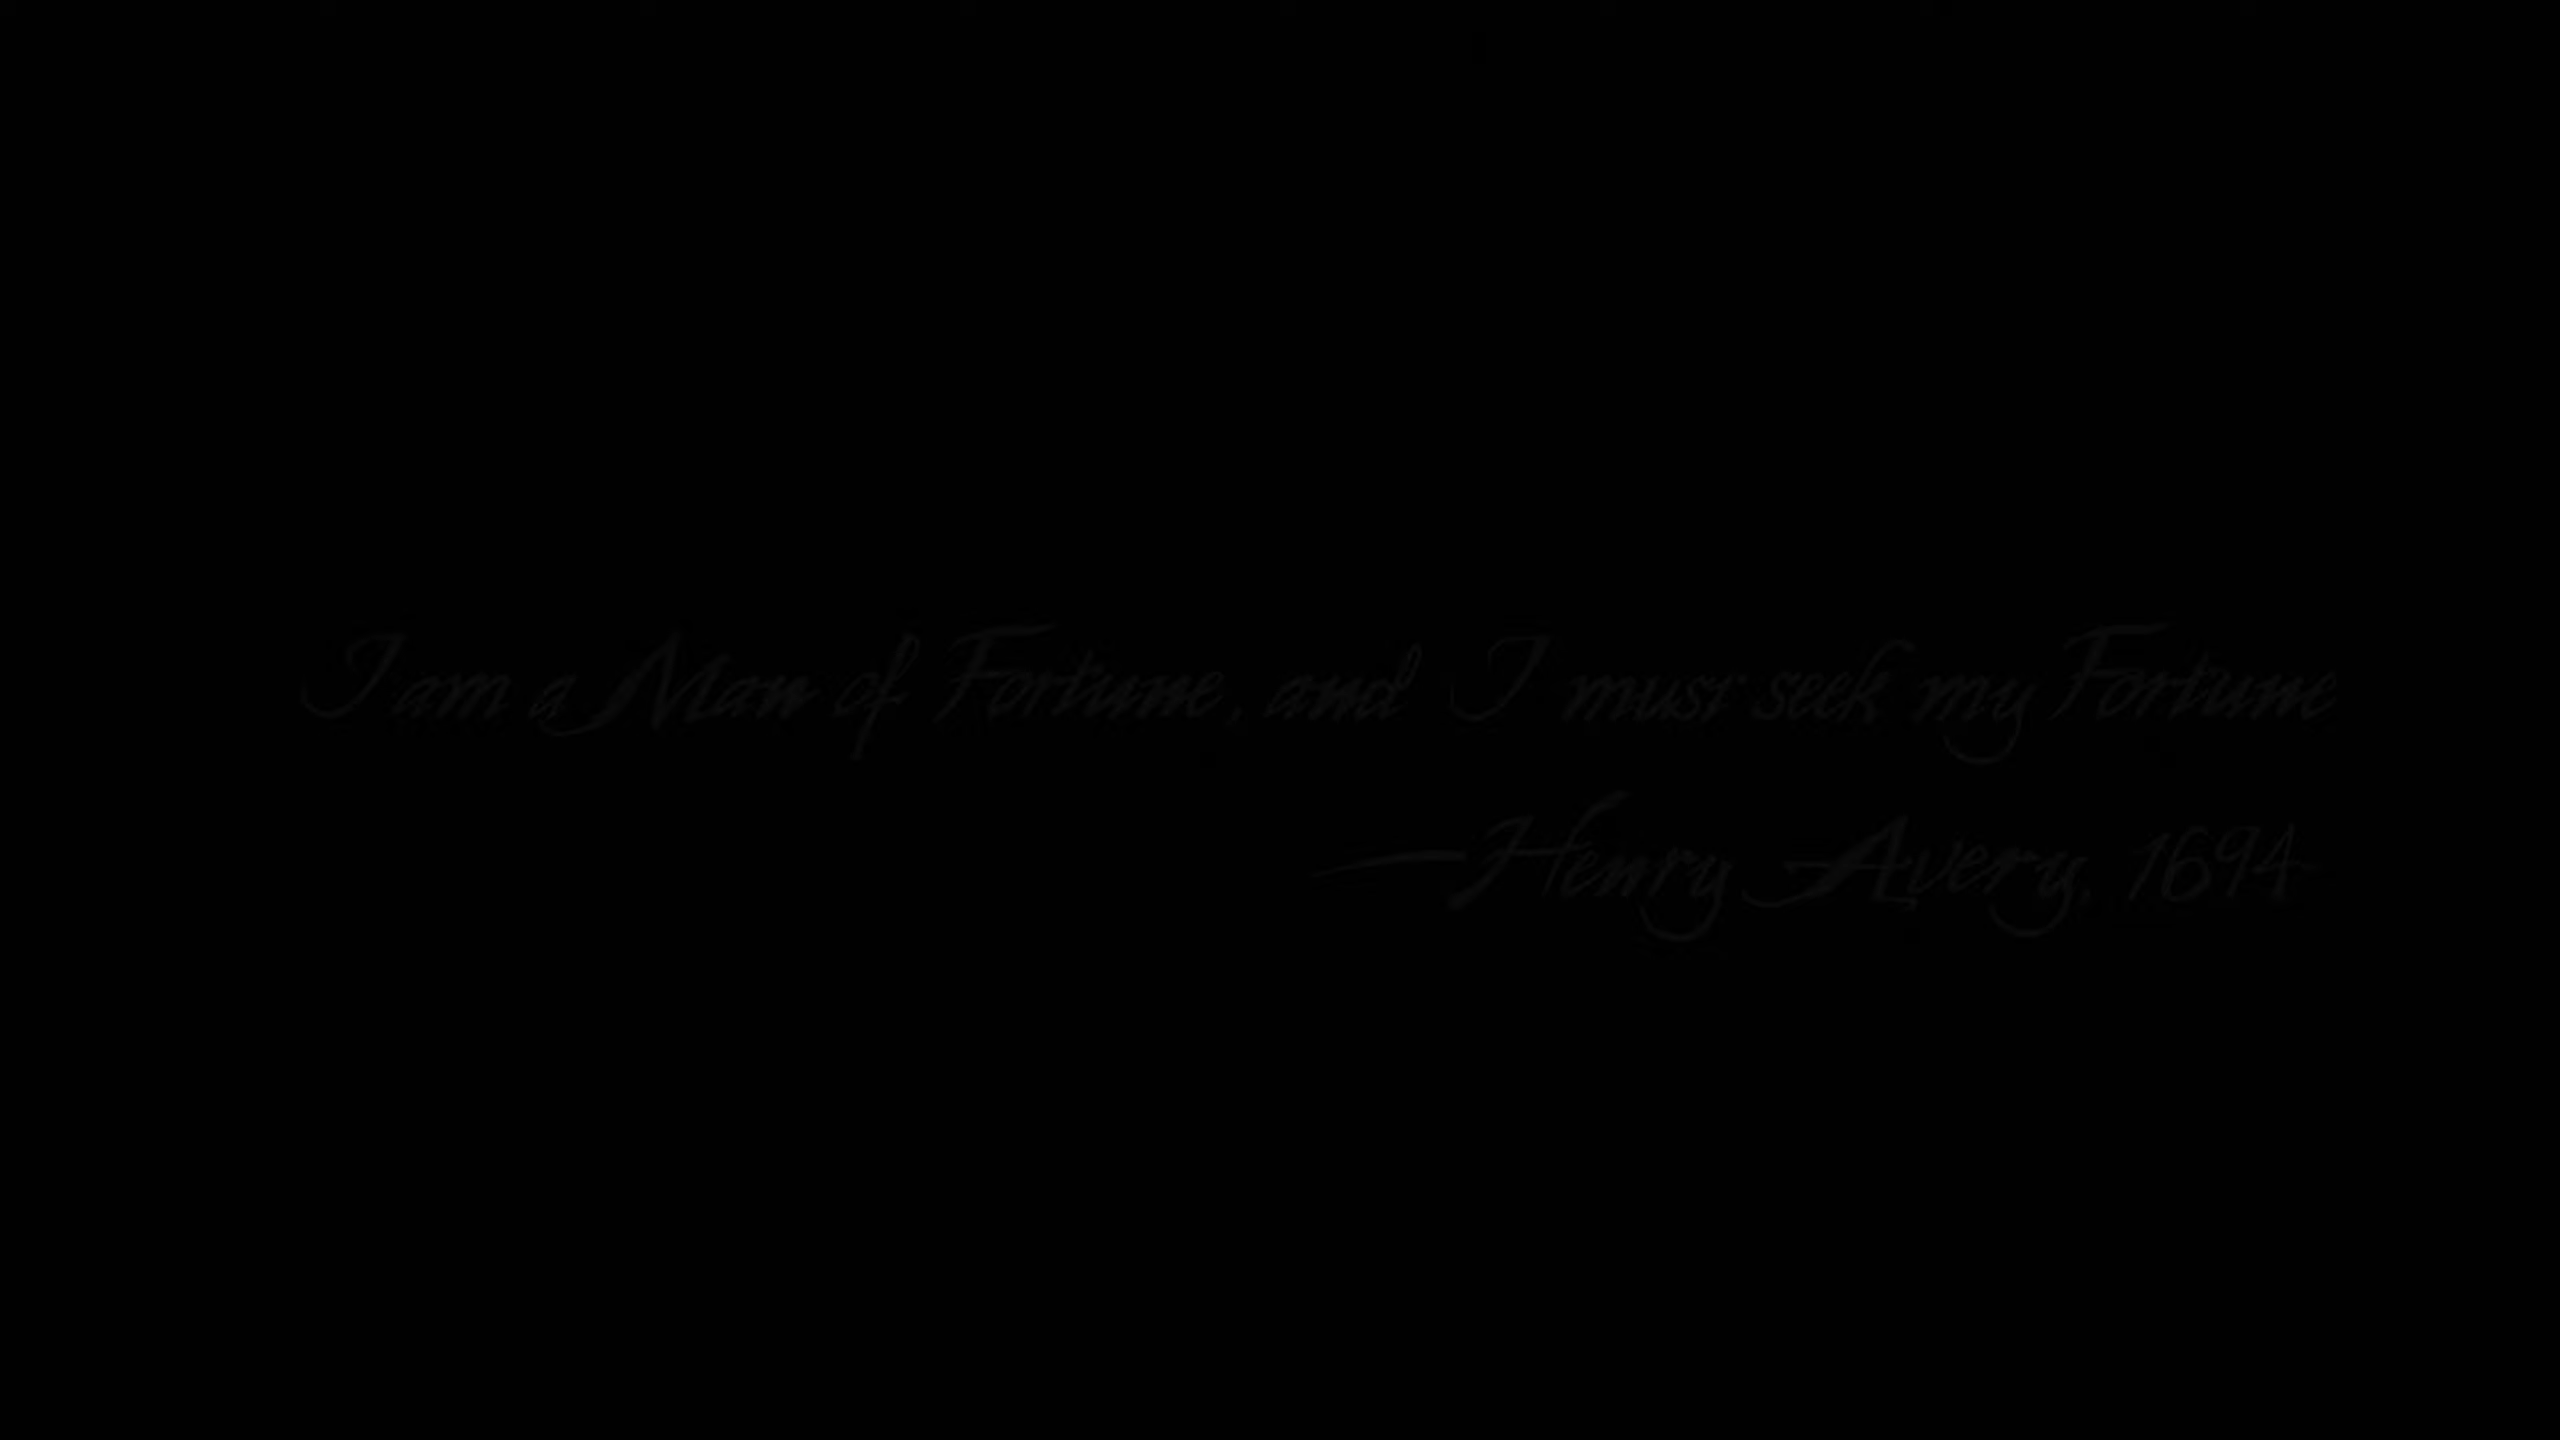 I am a Man of Fortune, and I must seek my Fortune
—Henry Avery, 1694